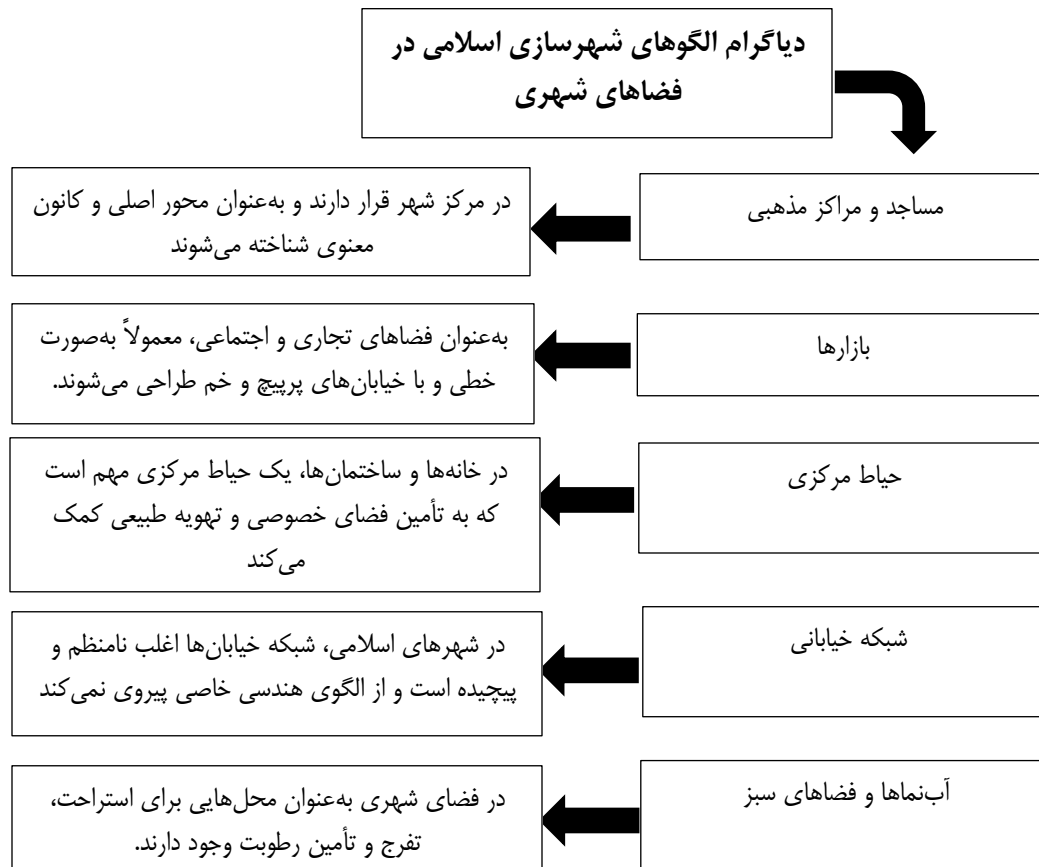 دیاگرام الگوهای شهرسازی اسلامی در
فضاهای شهری
مساجد و مراکز مذهبی
در مرکز شهر قرار دارند و به‌عنوان محور اصلی و کانون
معنوی شناخته می‌شوند
بازارها
به‌عنوان فضاهای تجاری و اجتماعی، معمولاً به‌صورت
خطی و با خیابان‌های پرپیچ و خم طراحی می‌شوند.
حیاط مرکزی
در خانه‌ها و ساختمان‌ها، یک حیاط مرکزی مهم است
که به تأمین فضای خصوصی و تهویه طبیعی کمک
می‌کند
شبکه خیابانی
در شهرهای اسلامی، شبکه خیابان‌ها اغلب نامنظم و
پیچیده است و از الگوی هندسی خاصی پیروی نمی‌کند
آب‌نماها و فضاهای سبز
در فضای شهری به‌عنوان محل‌هایی برای استراحت،
تفرج و تأمین رطوبت وجود دارند.